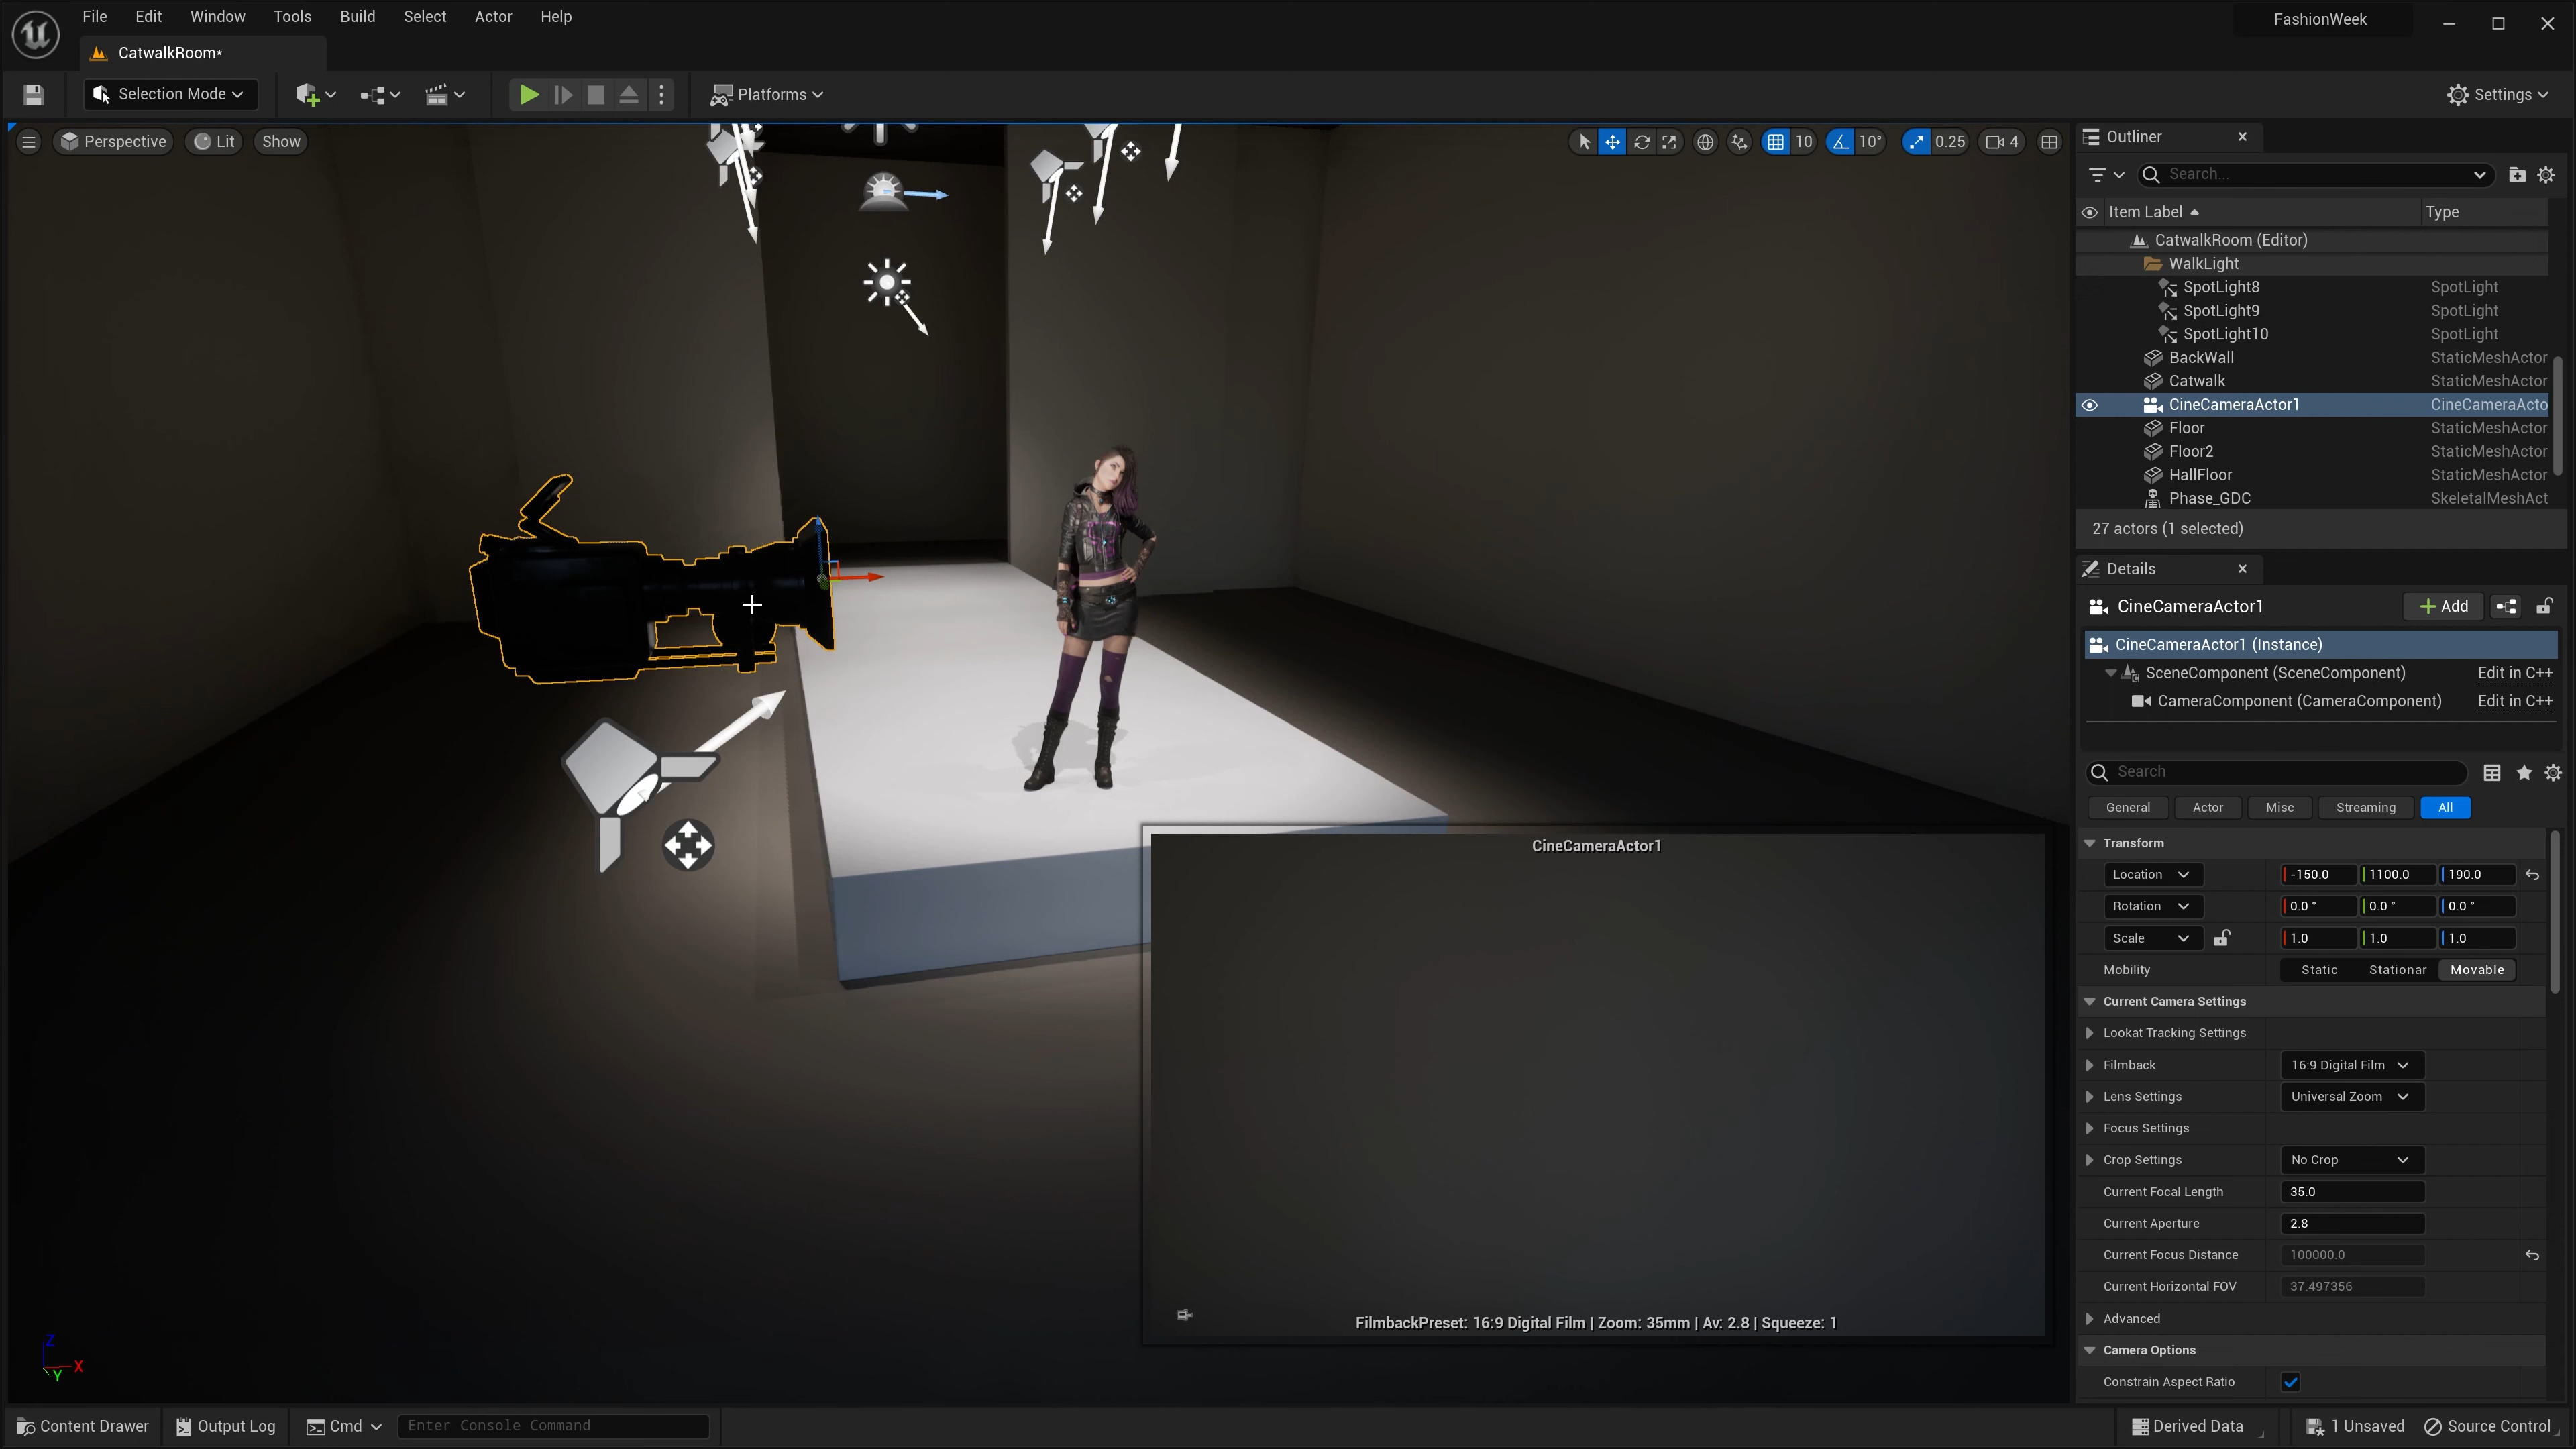 File Edit Window Tools Build Select Actor Help
FashionWeek
CatwalkRoom*
Selection Mode
Platforms
Settings
Perspective Lit Show
10 10° 0.25 4
Outliner
Search...
Item Label Type
CatwalkRoom (Editor)
WalkLight
SpotLight8 SpotLight
SpotLight9 SpotLight
SpotLight10 SpotLight
BackWall StaticMeshActor
Catwalk StaticMeshActor
CineCameraActor1 CineCameraActo
Floor StaticMeshActor
Floor2 StaticMeshActor
HallFloor StaticMeshActor
Phase_GDC SkeletalMeshAct
27 actors (1 selected)
Details
CineCameraActor1 Add
CineCameraActor1 (Instance)
SceneComponent (SceneComponent) Edit in C++
CameraComponent (CameraComponent) Edit in C++
Search
General Actor Misc Streaming All
Transform
Location -150.0 1100.0 190.0
Rotation 0.0 ° 0.0 ° 0.0 °
Scale 1.0 1.0 1.0
Mobility Static Stationar Movable
Current Camera Settings
Lookat Tracking Settings
Filmback 16:9 Digital Film
Lens Settings Universal Zoom
Focus Settings
Crop Settings No Crop
Current Focal Length 35.0
Current Aperture 2.8
Current Focus Distance 100000.0
Current Horizontal FOV 37.497356
Advanced
Camera Options
Constrain Aspect Ratio
CineCameraActor1
FilmbackPreset: 16:9 Digital Film | Zoom: 35mm | Av: 2.8 | Squeeze: 1
Z
X
Y
Content Drawer Output Log Cmd Enter Console Command
Derived Data 1 Unsaved Source Control